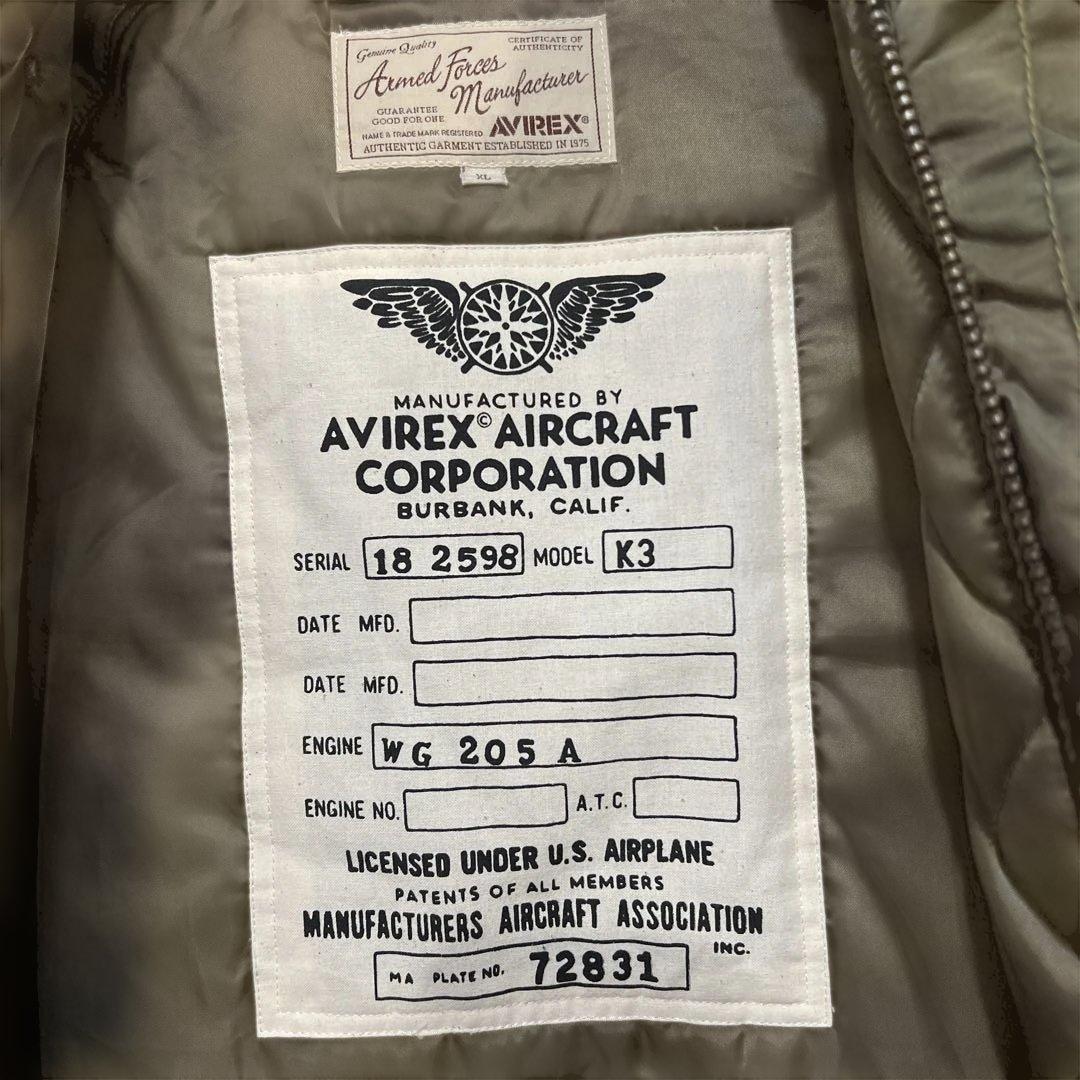 Genuine Quality
CERTIFICATE OF
AUTHENTICITY
Armed Forces
Manufacturer
GUARANTEE
GOOD FOR ONE
NAME & TRADE MARK REGISTERED AVIREX®
AUTHENTIC GARMENT ESTABLISHED IN 1975
XL
MANUFACTURED BY
AVIREX© AIRCRAFT
CORPORATION
BURBANK, CALIF.
SERIAL 18 2598 MODEL K3
DATE MFD.
DATE MFD.
ENGINE WG 205 A
ENGINE NO. A.T.C.
LICENSED UNDER U.S. AIRPLANE
PATENTS OF ALL MEMBERS
MANUFACTURERS AIRCRAFT ASSOCIATION
INC.
MA PLATE NO. 72831